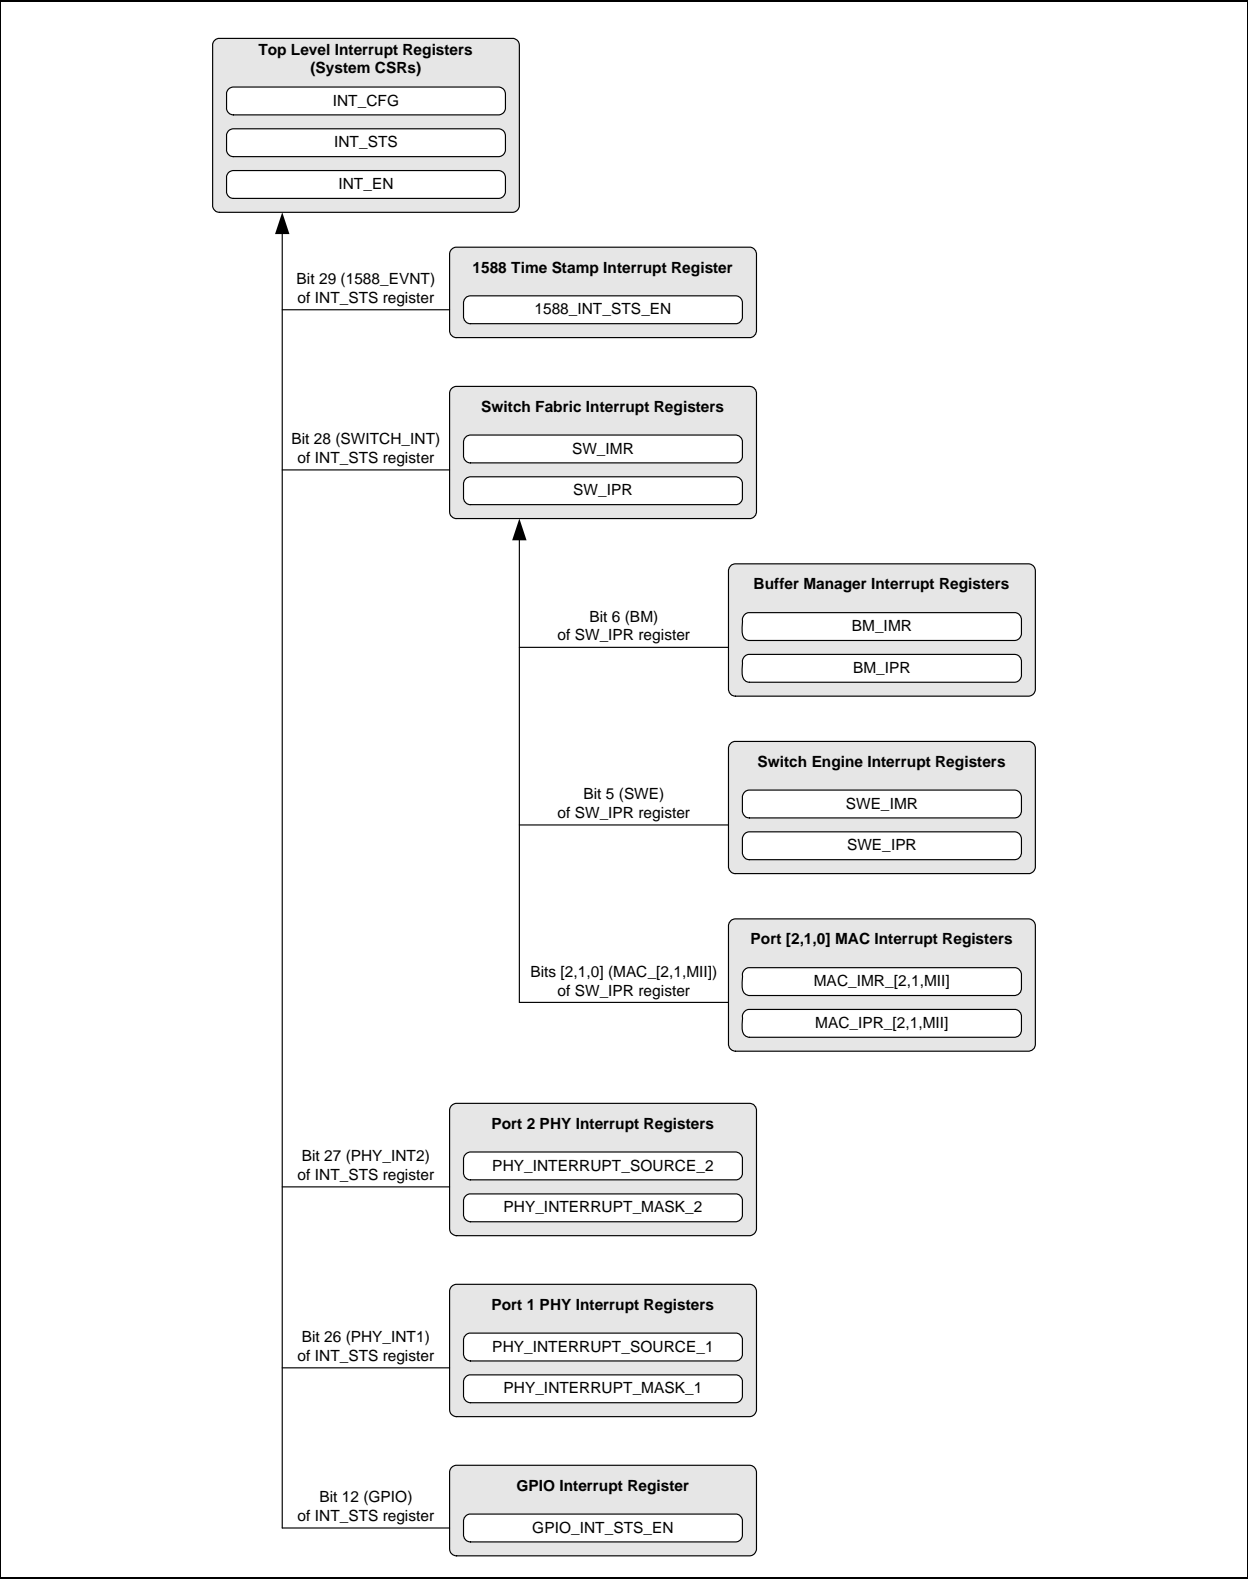 Top Level Interrupt Registers
(System CSRs)
INT_CFG
INT_STS
INT_EN
Bit 29 (1588_EVNT)
of INT_STS register
1588 Time Stamp Interrupt Register
1588_INT_STS_EN
Bit 28 (SWITCH_INT)
of INT_STS register
Switch Fabric Interrupt Registers
SW_IMR
SW_IPR
Bit 6 (BM)
of SW_IPR register
Buffer Manager Interrupt Registers
BM_IMR
BM_IPR
Bit 5 (SWE)
of SW_IPR register
Switch Engine Interrupt Registers
SWE_IMR
SWE_IPR
Bits [2,1,0] (MAC_[2,1,MII])
of SW_IPR register
Port [2,1,0] MAC Interrupt Registers
MAC_IMR_[2,1,MII]
MAC_IPR_[2,1,MII]
Bit 27 (PHY_INT2)
of INT_STS register
Port 2 PHY Interrupt Registers
PHY_INTERRUPT_SOURCE_2
PHY_INTERRUPT_MASK_2
Bit 26 (PHY_INT1)
of INT_STS register
Port 1 PHY Interrupt Registers
PHY_INTERRUPT_SOURCE_1
PHY_INTERRUPT_MASK_1
Bit 12 (GPIO)
of INT_STS register
GPIO Interrupt Register
GPIO_INT_STS_EN